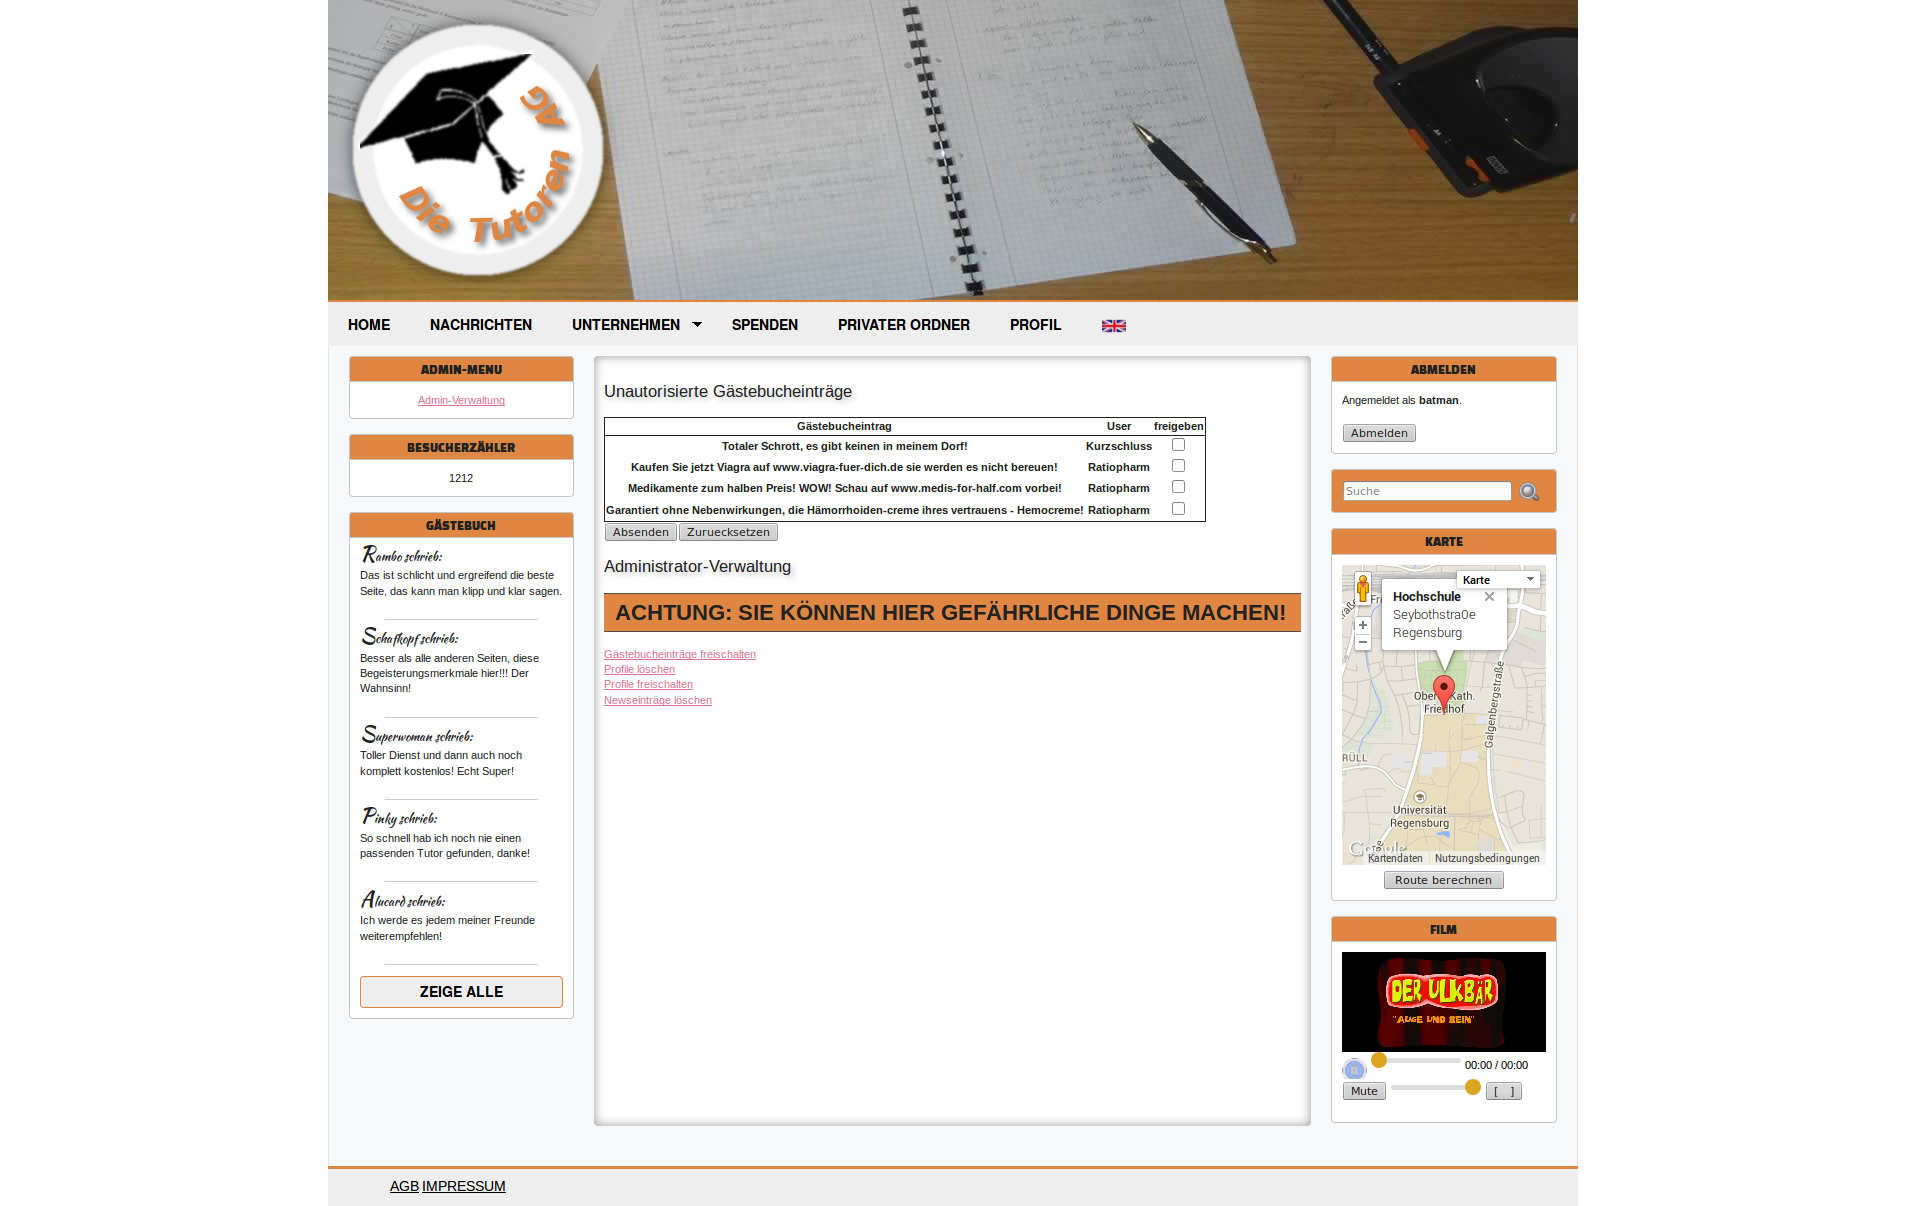 Die Tutoren AG
HOME NACHRICHTEN UNTERNEHMEN SPENDEN PRIVATER ORDNER PROFIL
ADMIN-MENU
Admin-Verwaltung
BESUCHERZÄHLER
1212
GÄSTEBUCH
Rambo schrieb:
Das ist schlicht und ergreifend die beste
Seite, das kann man klipp und klar sagen.
Schafkopf schrieb:
Besser als alle anderen Seiten, diese
Begeisterungsmerkmale hier!!! Der
Wahnsinn!
Superwoman schrieb:
Toller Dienst und dann auch noch
komplett kostenlos! Echt Super!
Pinky schrieb:
So schnell hab ich noch nie einen
passenden Tutor gefunden, danke!
Alucard schrieb:
Ich werde es jedem meiner Freunde
weiterempfehlen!
ZEIGE ALLE
Unautorisierte Gästebucheinträge
Gästebucheintrag User freigeben
Totaler Schrott, es gibt keinen in meinem Dorf! Kurzschluss
Kaufen Sie jetzt Viagra auf www.viagra-fuer-dich.de sie werden es nicht bereuen! Ratiopharm
Medikamente zum halben Preis! WOW! Schau auf www.medis-for-half.com vorbei! Ratiopharm
Garantiert ohne Nebenwirkungen, die Hämorrhoiden-creme ihres vertrauens - Hemocreme! Ratiopharm
Absenden Zuruecksetzen
Administrator-Verwaltung
ACHTUNG: SIE KÖNNEN HIER GEFÄHRLICHE DINGE MACHEN!
Gästebucheinträge freischalten
Profile löschen
Profile freischalten
Newseinträge löschen
ABMELDEN
Angemeldet als batman.
Abmelden
Suche
KARTE
Karte
Hochschule
Seybothstra0e
Regensburg
Kath.
Friedhof
Galgenbergstraße
RÜLL
Universität
Regensburg
Google
Kartendaten Nutzungsbedingungen
Route berechnen
FILM
DER ULKBÄR
"AUGE UND BEIN"
00:00 / 00:00
Mute [ ]
AGB IMPRESSUM